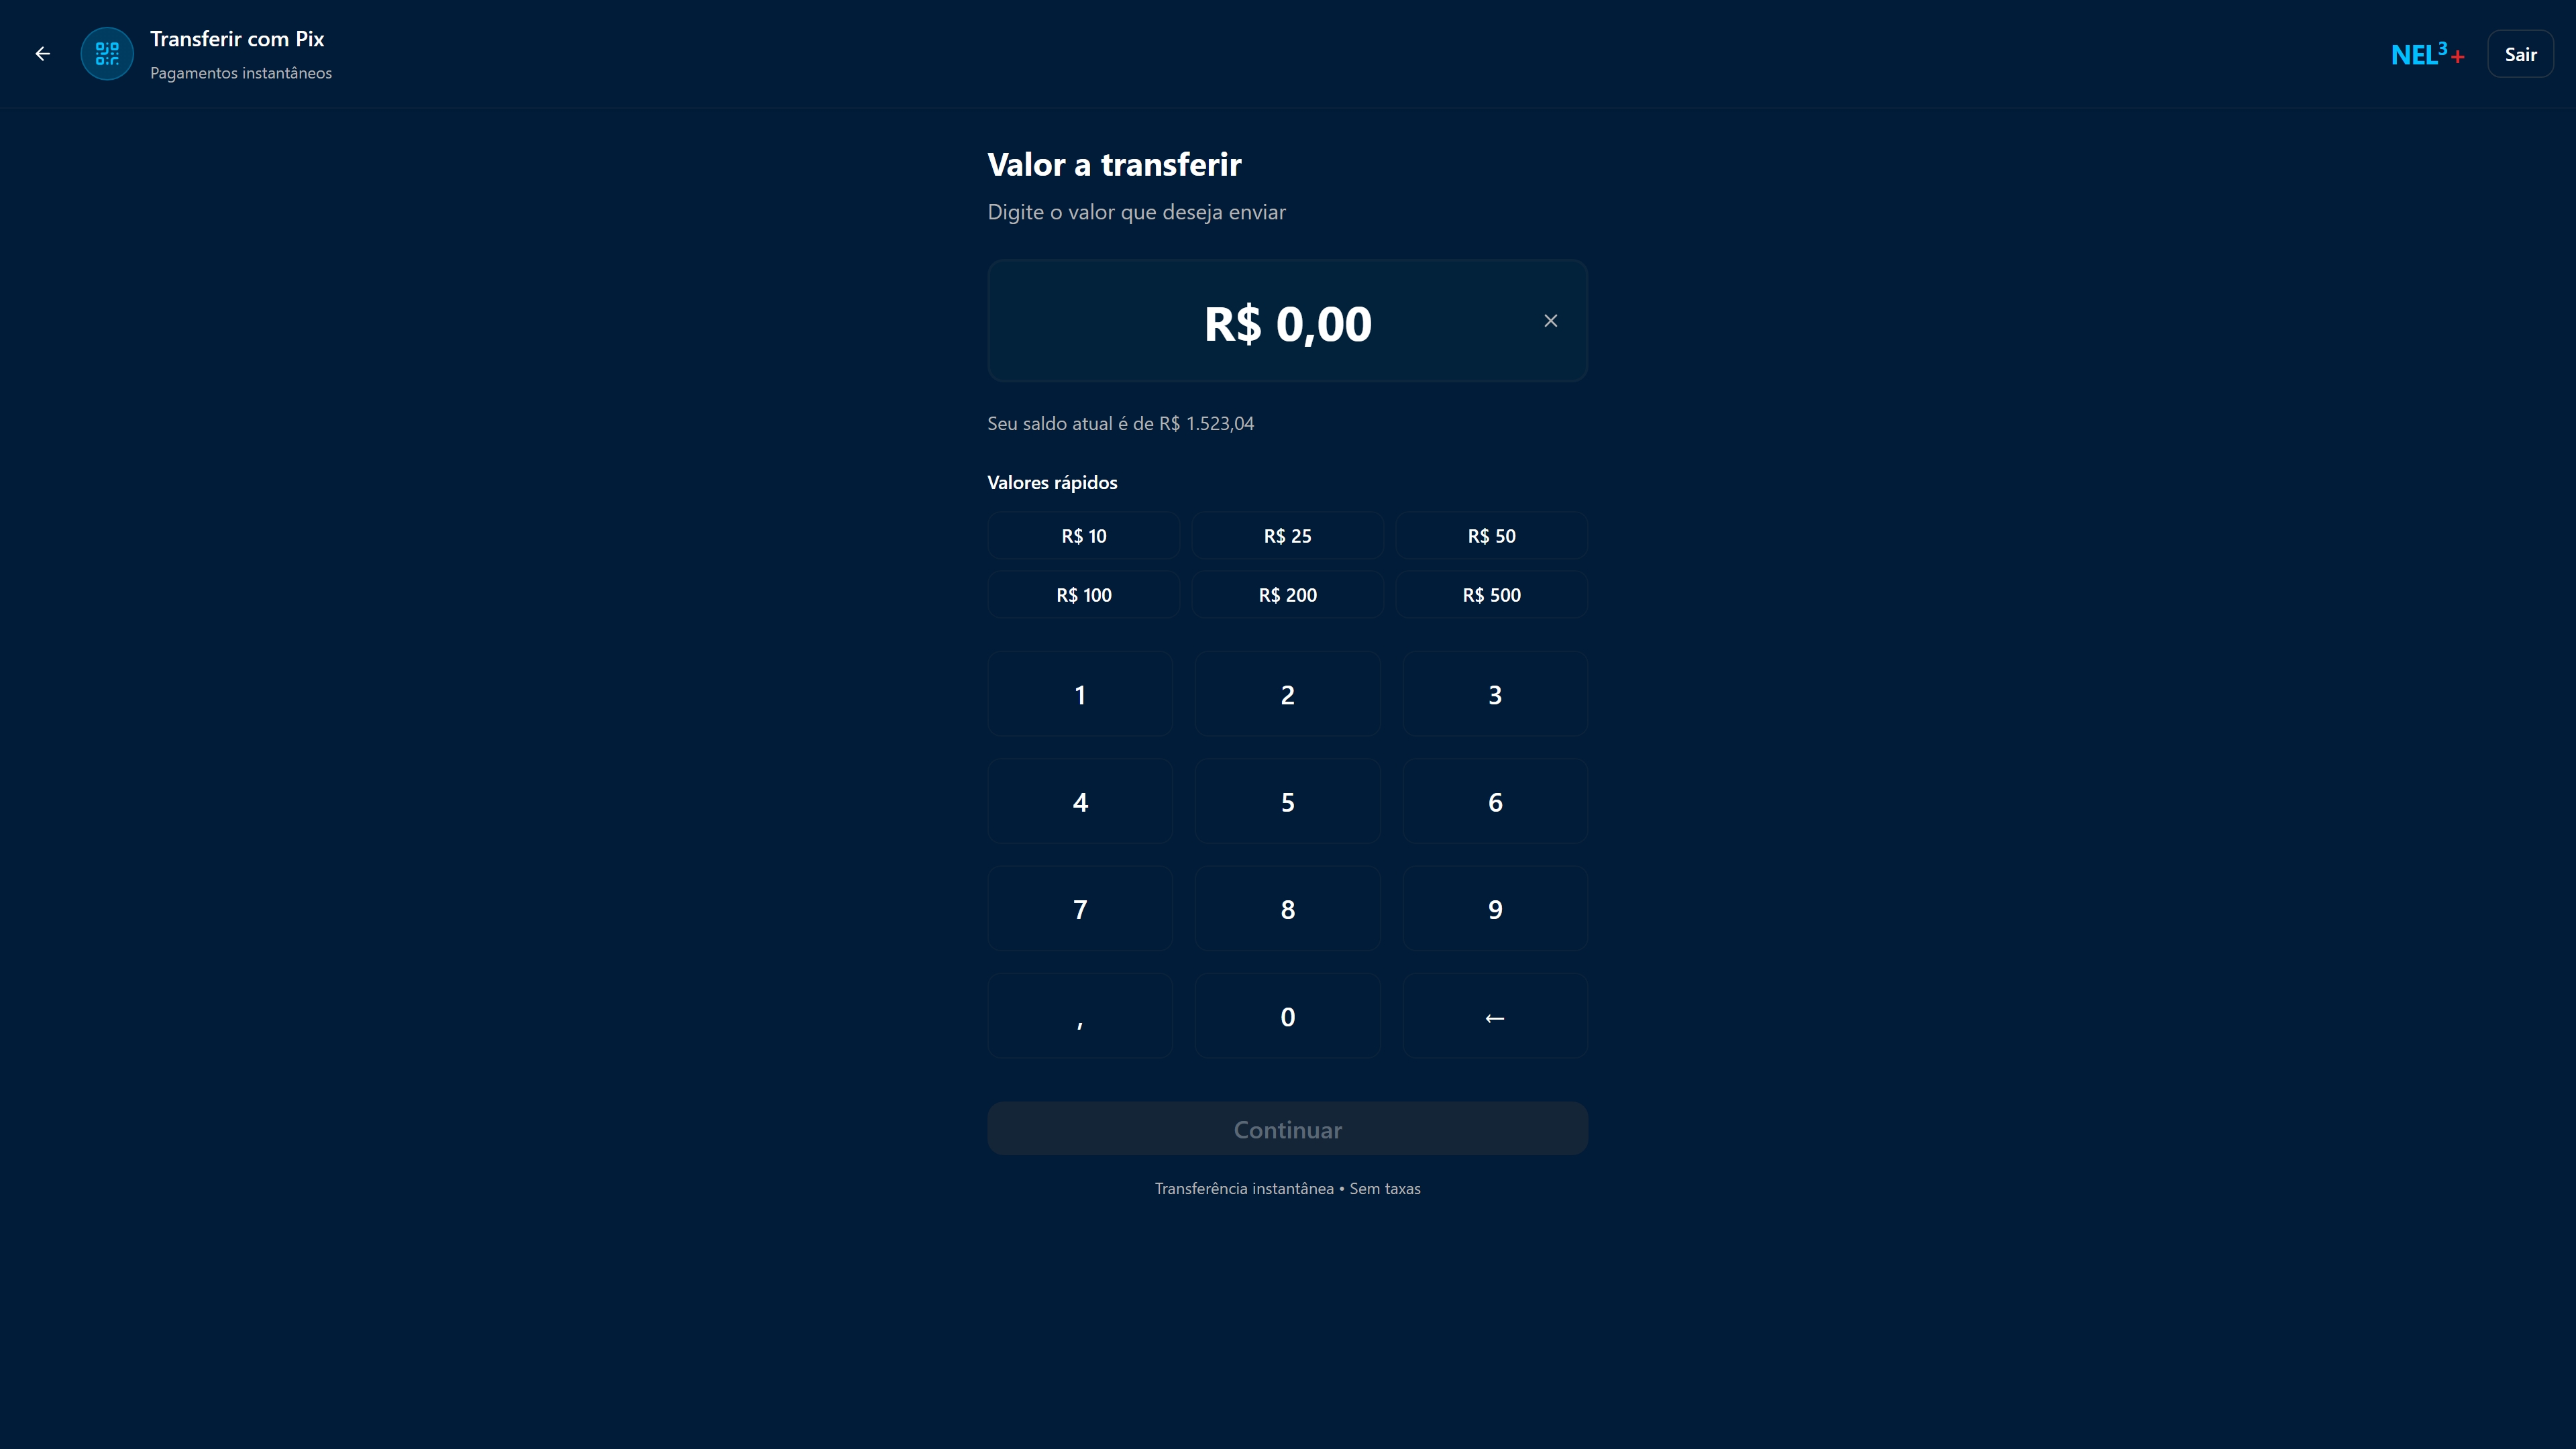 Transferir com Pix
Pagamentos instantâneos
NEL³+
Sair
Valor a transferir
Digite o valor que deseja enviar
R$ 0,00
Seu saldo atual é de R$ 1.523,04
Valores rápidos
R$ 10 R$ 25 R$ 50
R$ 100 R$ 200 R$ 500
1 2 3
4 5 6
7 8 9
, 0 ←
Continuar
Transferência instantânea • Sem taxas